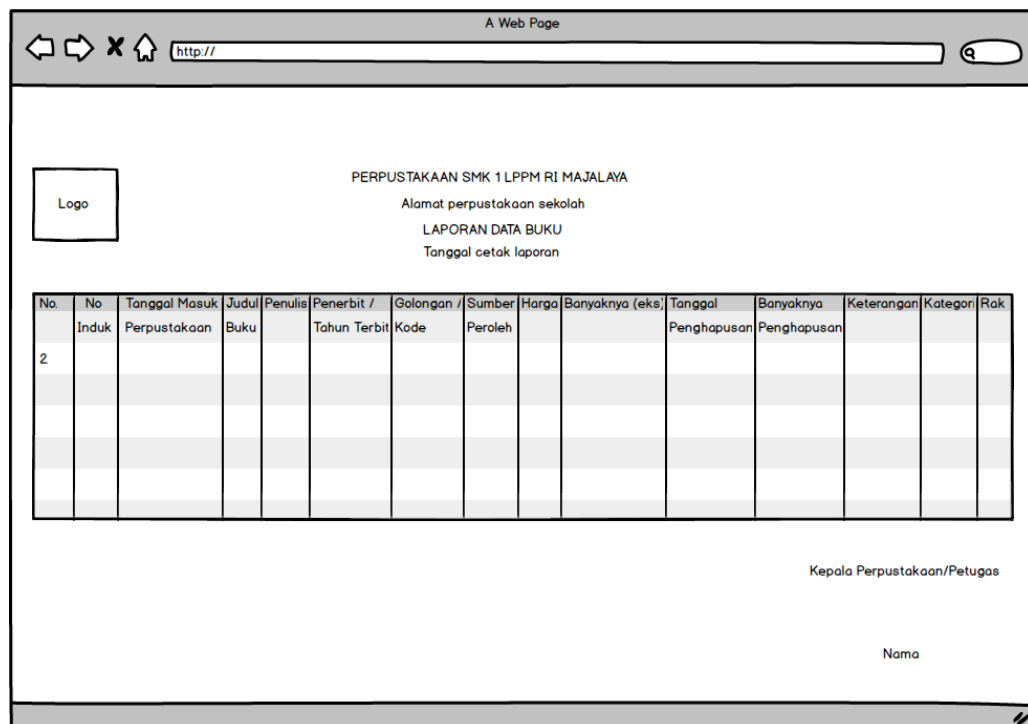 A Web Page
http://
PERPUSTAKAAN SMK 1 LPPM RI MAJALAYA
Logo
Alamat perpustakaan sekolah
LAPORAN DATA BUKU
Tanggal cetak laporan
No. No Tanggal Masuk Judul Penulis Penerbit / Golongan / Sumber Harga Banyaknya (eks) Tanggal Banyaknya Keterangan Kategori Rak
Induk Perpustakaan Buku Tahun Terbit Kode Peroleh Penghapusan Penghapusan
2
Kepala Perpustakaan/Petugas
Nama